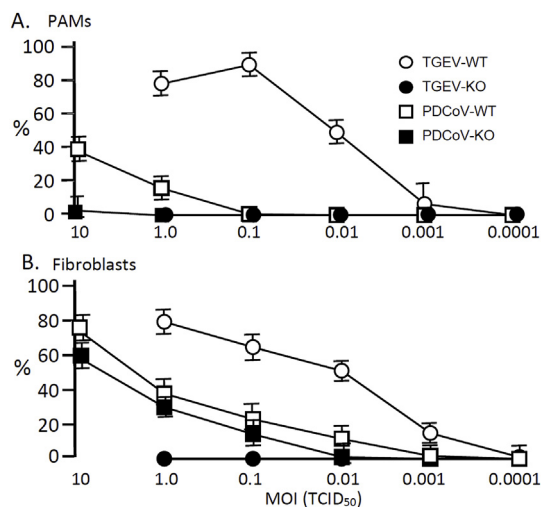 A. PAMs
100
80
60
%
40
20
0
10 1.0 0.1 0.01 0.001 0.0001
TGEV-WT
TGEV-KO
PDCoV-WT
PDCoV-KO
B. Fibroblasts
100
80
60
%
40
20
0
10 1.0 0.1 0.01 0.001 0.0001
MOI (TCID50)